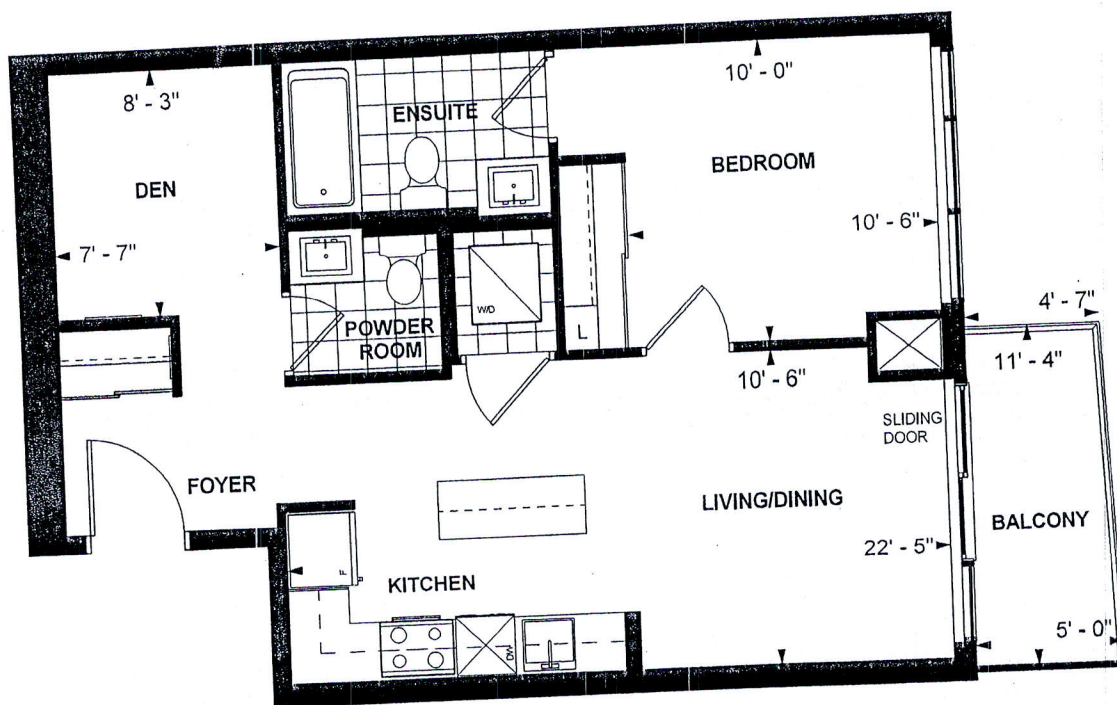 8' - 3"
10' - 0"
ENSUITE
DEN
BEDROOM
7' - 7"
10' - 6"
W/D
L
POWDER
ROOM
4' - 7"
10' - 6"
11' - 4"
SLIDING
DOOR
FOYER
LIVING/DINING
BALCONY
22' - 5"
F
KITCHEN
DW
5' - 0"